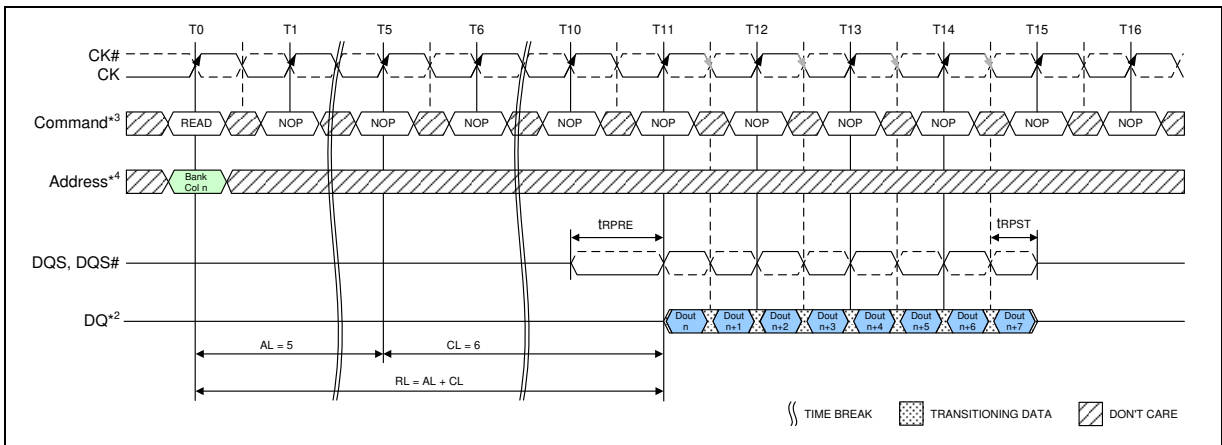 T0 T1 T5 T6 T10 T11 T12 T13 T14 T15 T16
CK#
CK
Command*3 READ NOP NOP NOP NOP NOP NOP NOP NOP NOP NOP
Address*4 Bank Col n
tRPRE tRPST
DQS, DQS#
DQ*2 Dout n Dout n+1 Dout n+2 Dout n+3 Dout n+4 Dout n+5 Dout n+6 Dout n+7
AL = 5 CL = 6
RL = AL + CL
TIME BREAK TRANSITIONING DATA DON'T CARE